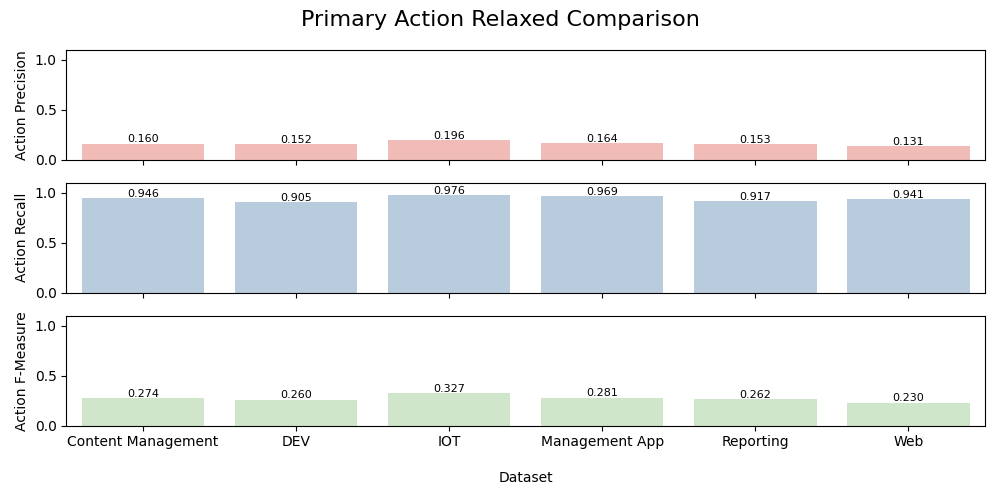 Primary Action Relaxed Comparison
Action Precision
1.0
0.5
0.0
0.160 0.152 0.196 0.164 0.153 0.131
Action Recall
1.0
0.5
0.0
0.946 0.905 0.976 0.969 0.917 0.941
Action F-Measure
1.0
0.5
0.0
0.274 0.260 0.327 0.281 0.262 0.230
Content Management DEV IOT Management App Reporting Web
Dataset